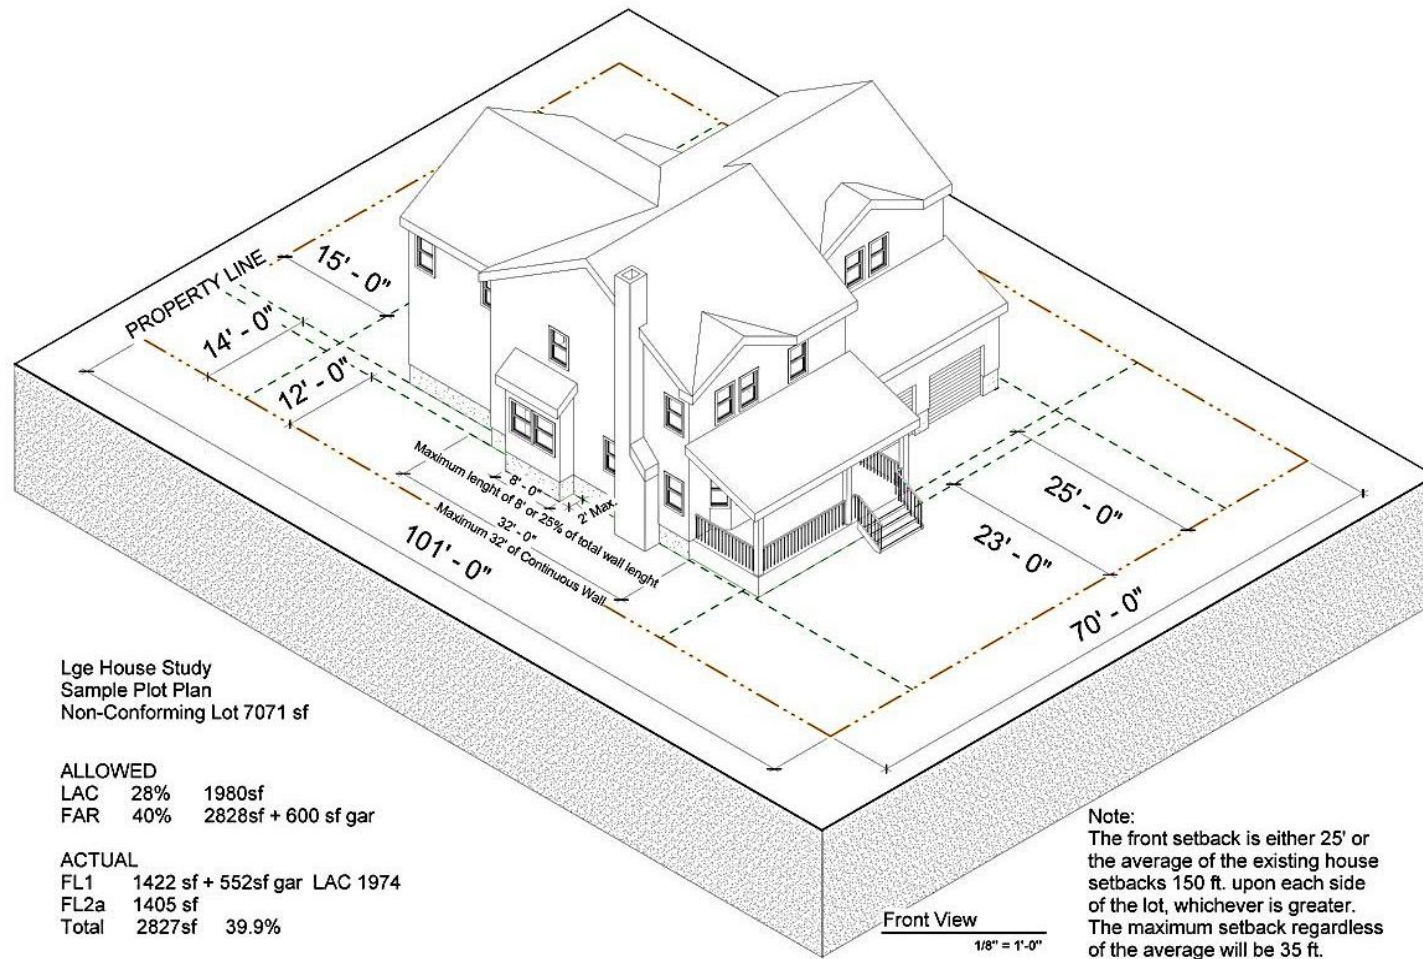 PROPERTY LINE
15' - 0"
14' - 0"
12' - 0"
8' - 0"
2' Max.
Maximum lenght of 8' or 25% of total wall lenght
32' - 0"
Maximum 32' of Continuous Wall
101' - 0"
25' - 0"
23' - 0"
70' - 0"
Lge House Study
Sample Plot Plan
Non-Conforming Lot 7071 sf
ALLOWED
LAC 28% 1980sf
FAR 40% 2828sf + 600 sf gar
ACTUAL
FL1 1422 sf + 552sf gar LAC 1974
FL2a 1405 sf
Total 2827sf 39.9%
Front View
1/8" = 1'-0"
Note:
The front setback is either 25' or
the average of the existing house
setbacks 150 ft. upon each side
of the lot, whichever is greater.
The maximum setback regardless
of the average will be 35 ft.